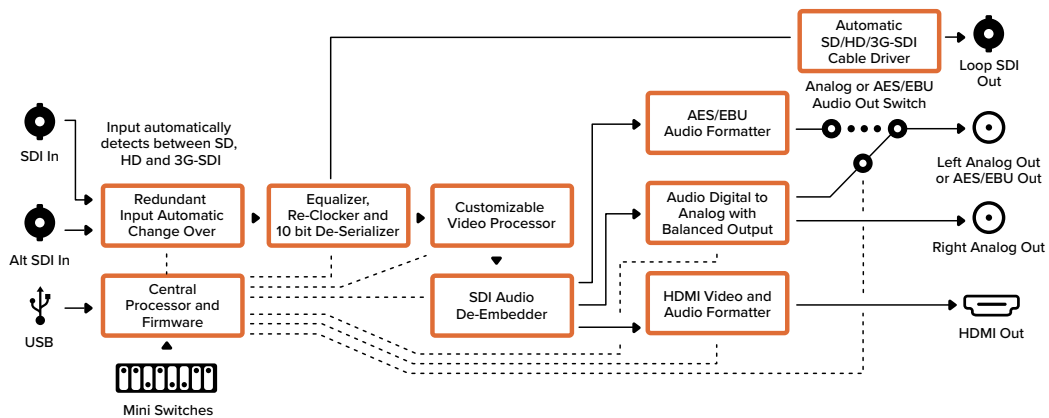 Automatic
SD/HD/3G-SDI
Cable Driver
Loop SDI
Out
Analog or AES/EBU
Audio Out Switch
AES/EBU
Audio Formatter
Input automatically
detects between SD,
HD and 3G-SDI
SDI In
Left Analog Out
or AES/EBU Out
Redundant
Input Automatic
Change Over
Equalizer,
Re-Clocker and
10 bit De-Serializer
Customizable
Video Processor
Audio Digital to
Analog with
Balanced Output
Alt SDI In
Right Analog Out
Central
Processor and
Firmware
SDI Audio
De-Embedder
HDMI Video and
Audio Formatter
USB
HDMI Out
Mini Switches